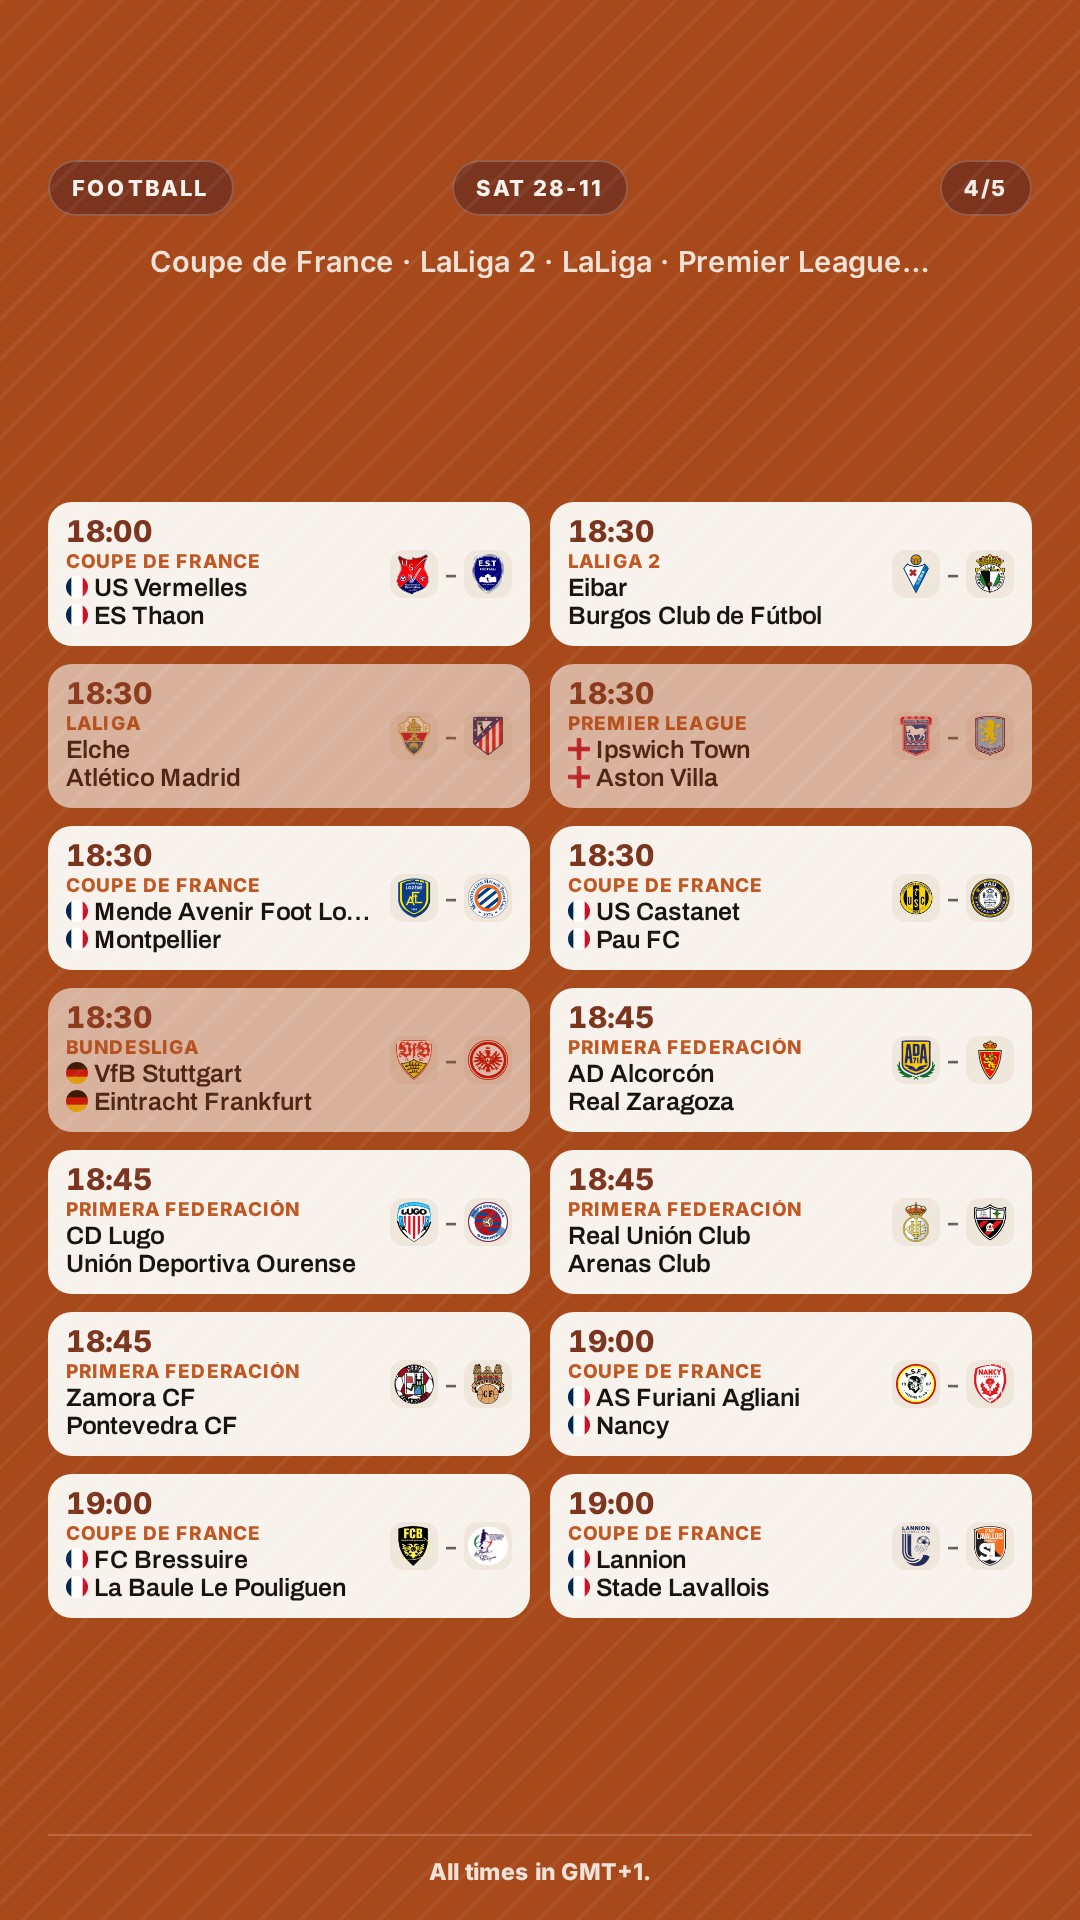 FOOTBALL
SAT 28-11
4/5
Coupe de France · LaLiga 2 · LaLiga · Premier League...
18:00
COUPE DE FRANCE
US Vermelles
ES Thaon
18:30
LALIGA 2
Eibar
Burgos Club de Fútbol
18:30
LALIGA
Elche
Atlético Madrid
18:30
PREMIER LEAGUE
Ipswich Town
Aston Villa
18:30
COUPE DE FRANCE
Mende Avenir Foot Lo...
Montpellier
18:30
COUPE DE FRANCE
US Castanet
Pau FC
18:30
BUNDESLIGA
VfB Stuttgart
Eintracht Frankfurt
18:45
PRIMERA FEDERACIÓN
AD Alcorcón
Real Zaragoza
18:45
PRIMERA FEDERACIÓN
CD Lugo
Unión Deportiva Ourense
18:45
PRIMERA FEDERACIÓN
Real Unión Club
Arenas Club
18:45
PRIMERA FEDERACIÓN
Zamora CF
Pontevedra CF
19:00
COUPE DE FRANCE
AS Furiani Agliani
Nancy
19:00
COUPE DE FRANCE
FC Bressuire
La Baule Le Pouliguen
19:00
COUPE DE FRANCE
Lannion
Stade Lavallois
All times in GMT+1.